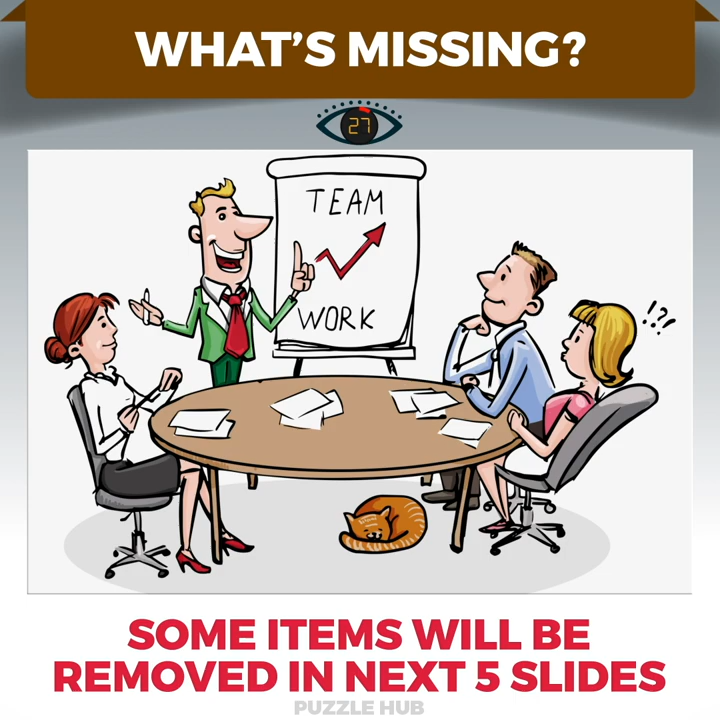 WHAT'S MISSING?
27
TEAM
WORK
!?!
SOME ITEMS WILL BE
REMOVED IN NEXT 5 SLIDES
PUZZLE HUB